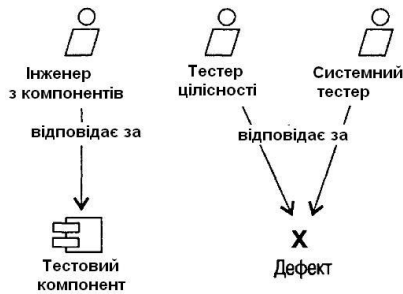 Інженер
з компонентів
Тестер
цілісності
Системний
тестер
відповідає за
відповідає за
Тестовий
компонент
X
Дефект